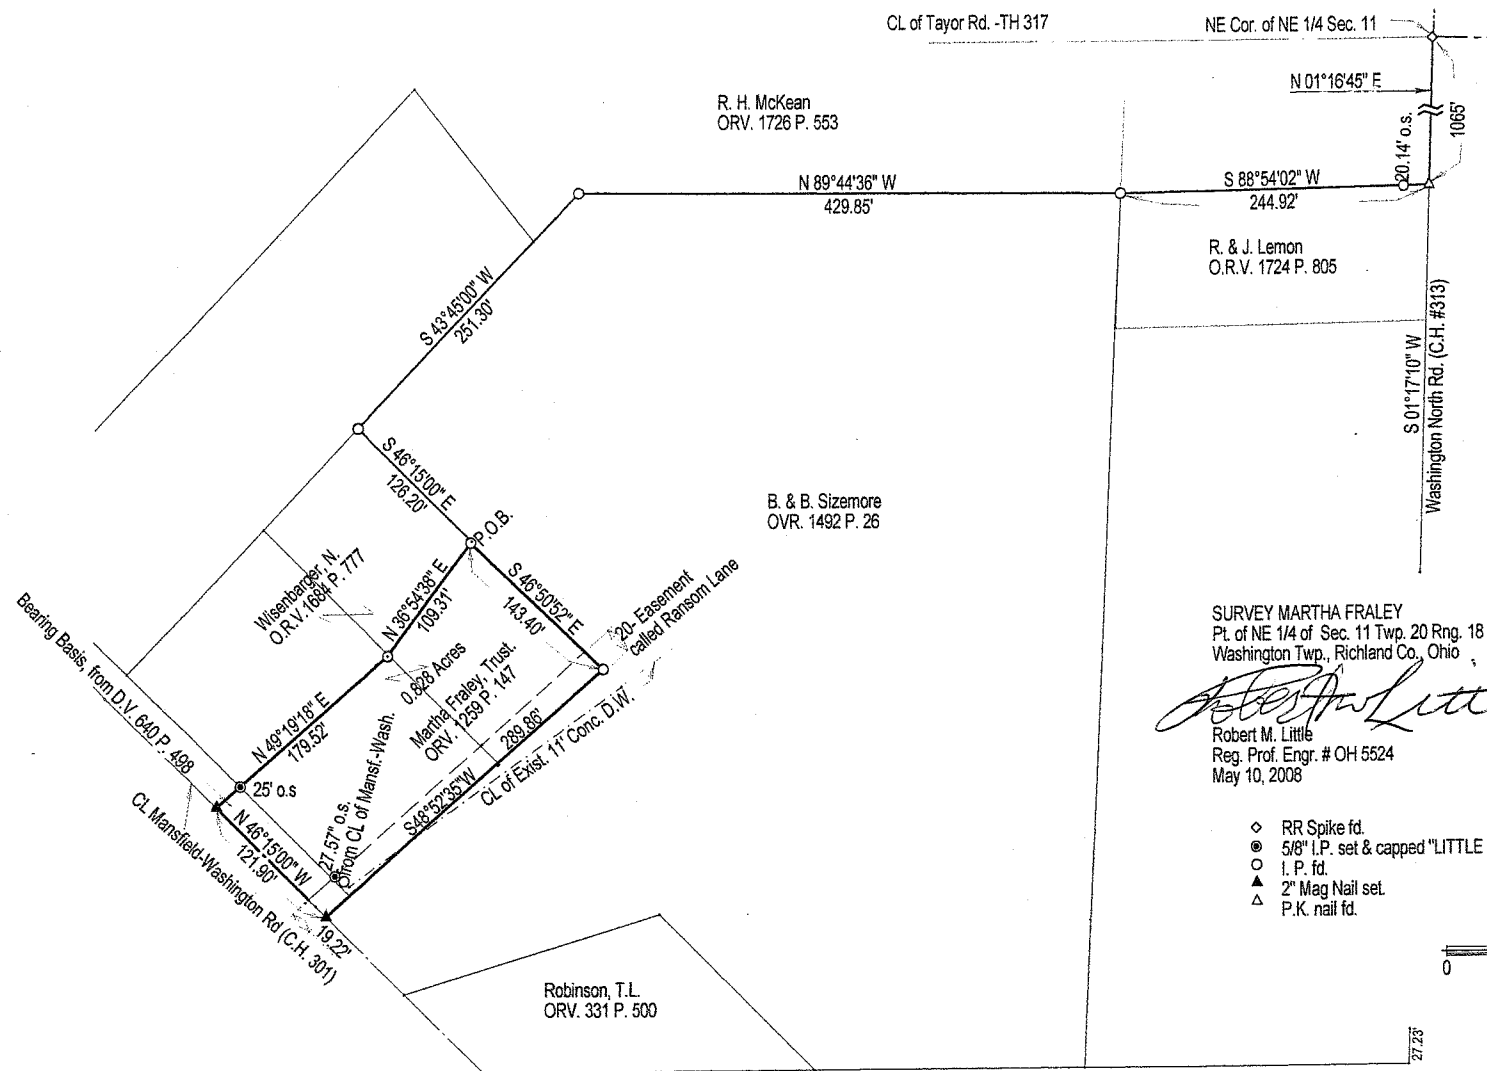 CL of Tayor Rd. -TH 317
NE Cor. of NE 1/4 Sec. 11
N 01°16'45" E
1065'
20.14' o.s.
R. H. McKean
ORV. 1726 P. 553
N 89°44'36" W
429.85'
S 88°54'02" W
244.92'
R. & J. Lemon
O.R.V. 1724 P. 805
S 43°45'00" W
251.30'
S 01°17'10" W
Washington North Rd. (C.H. #313)
S 46°15'00" E
126.20'
P.O.B.
B. & B. Sizemore
OVR. 1492 P. 26
Wisenbarger, N.
O.R.V. 1684 P. 777
N 36°54'38" E
109.31'
S 46°50'52" E
143.40'
20- Easement
called Ransom Lane
Bearing Basis, from D.V. 640 P. 498
0.828 Acres
Martha Fraley, Trust.
ORV. 1259 P. 147
N 49°19'18" E
179.52'
289.86'
S48°52'35"W
CL of Exist. 11' Conc. D.W.
25' o.s
27.57" o.s.
from CL of Mansf.-Wash.
N 46°15'00" W
121.90'
CL Mansfield-Washington Rd (C.H. 301)
19.22'
Robinson, T.L.
ORV. 331 P. 500
SURVEY MARTHA FRALEY
Pt. of NE 1/4 of Sec. 11 Twp. 20 Rng. 18
Washington Twp., Richland Co., Ohio
Robert M. Little
Reg. Prof. Engr. # OH 5524
May 10, 2008
RR Spike fd.
5/8" I.P. set & capped "LITTLE
I. P. fd.
2" Mag Nail set.
P.K. nail fd.
0
27.23'